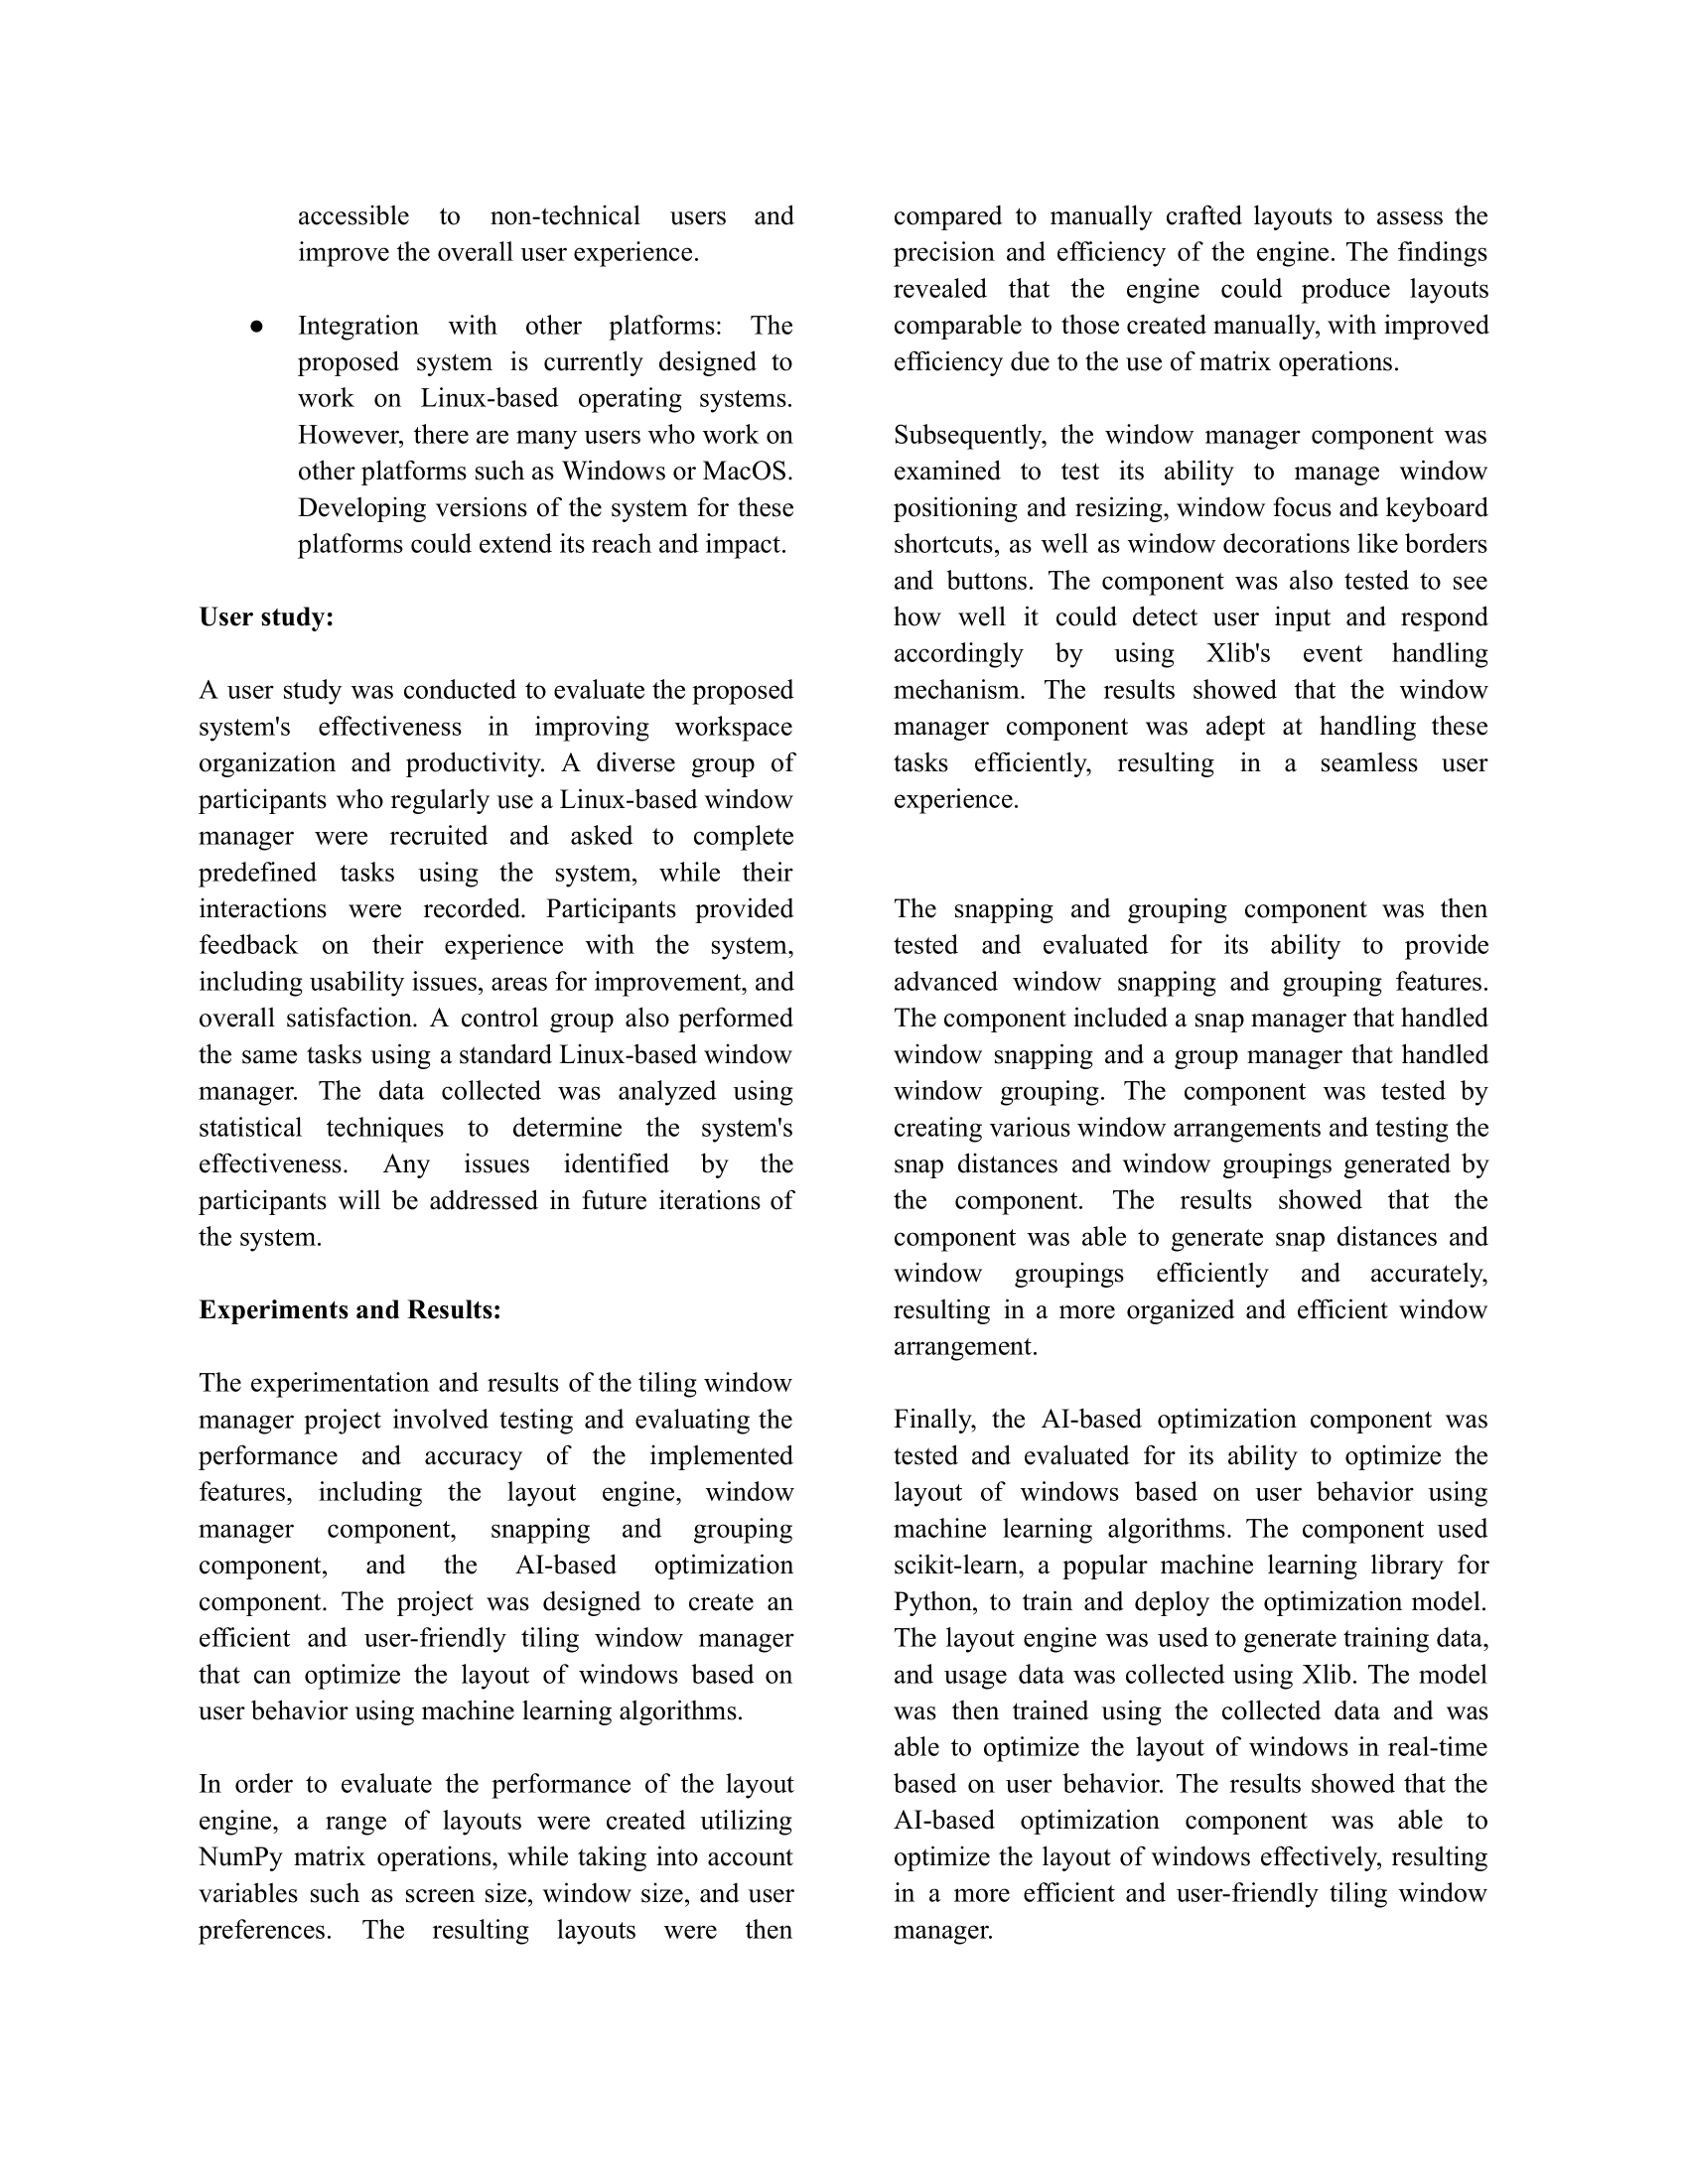 accessible to non-technical users and
improve the overall user experience.
● Integration with other platforms: The
proposed system is currently designed to
work on Linux-based operating systems.
However, there are many users who work on
other platforms such as Windows or MacOS.
Developing versions of the system for these
platforms could extend its reach and impact.
User study:
A user study was conducted to evaluate the proposed
system's effectiveness in improving workspace
organization and productivity. A diverse group of
participants who regularly use a Linux-based window
manager were recruited and asked to complete
predefined tasks using the system, while their
interactions were recorded. Participants provided
feedback on their experience with the system,
including usability issues, areas for improvement, and
overall satisfaction. A control group also performed
the same tasks using a standard Linux-based window
manager. The data collected was analyzed using
statistical techniques to determine the system's
effectiveness. Any issues identified by the
participants will be addressed in future iterations of
the system.
Experiments and Results:
The experimentation and results of the tiling window
manager project involved testing and evaluating the
performance and accuracy of the implemented
features, including the layout engine, window
manager component, snapping and grouping
component, and the AI-based optimization
component. The project was designed to create an
efficient and user-friendly tiling window manager
that can optimize the layout of windows based on
user behavior using machine learning algorithms.
In order to evaluate the performance of the layout
engine, a range of layouts were created utilizing
NumPy matrix operations, while taking into account
variables such as screen size, window size, and user
preferences. The resulting layouts were then
compared to manually crafted layouts to assess the
precision and efficiency of the engine. The findings
revealed that the engine could produce layouts
comparable to those created manually, with improved
efficiency due to the use of matrix operations.
Subsequently, the window manager component was
examined to test its ability to manage window
positioning and resizing, window focus and keyboard
shortcuts, as well as window decorations like borders
and buttons. The component was also tested to see
how well it could detect user input and respond
accordingly by using Xlib's event handling
mechanism. The results showed that the window
manager component was adept at handling these
tasks efficiently, resulting in a seamless user
experience.
The snapping and grouping component was then
tested and evaluated for its ability to provide
advanced window snapping and grouping features.
The component included a snap manager that handled
window snapping and a group manager that handled
window grouping. The component was tested by
creating various window arrangements and testing the
snap distances and window groupings generated by
the component. The results showed that the
component was able to generate snap distances and
window groupings efficiently and accurately,
resulting in a more organized and efficient window
arrangement.
Finally, the AI-based optimization component was
tested and evaluated for its ability to optimize the
layout of windows based on user behavior using
machine learning algorithms. The component used
scikit-learn, a popular machine learning library for
Python, to train and deploy the optimization model.
The layout engine was used to generate training data,
and usage data was collected using Xlib. The model
was then trained using the collected data and was
able to optimize the layout of windows in real-time
based on user behavior. The results showed that the
AI-based optimization component was able to
optimize the layout of windows effectively, resulting
in a more efficient and user-friendly tiling window
manager.